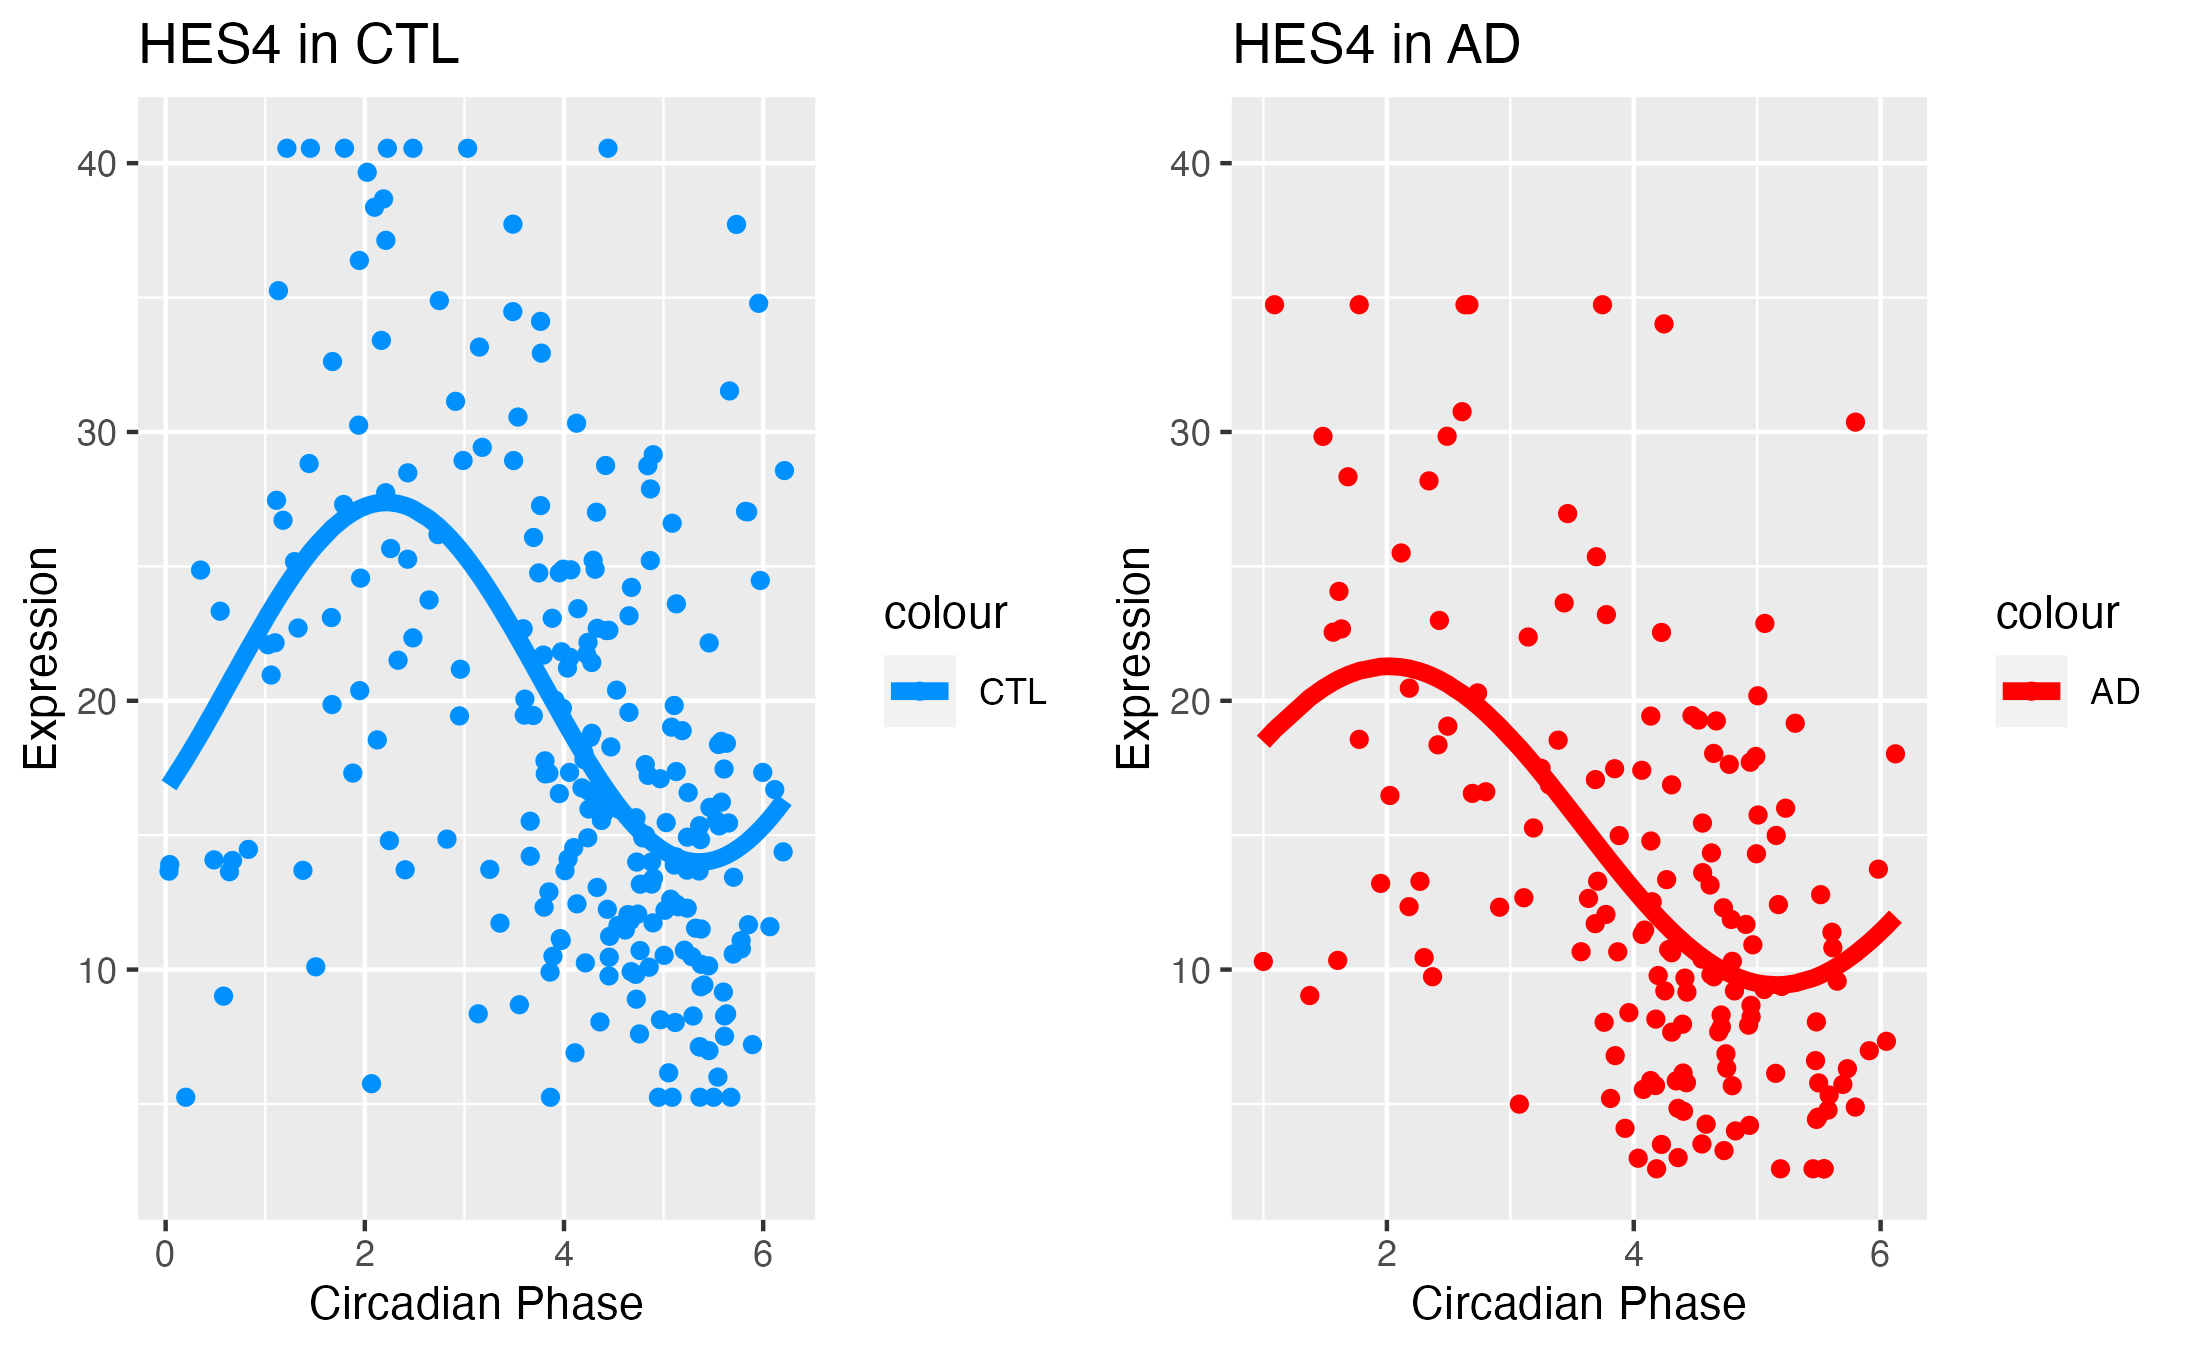 HES4 in CTL
Expression
40
30
20
10
0 2 4 6
Circadian Phase
colour
CTL
HES4 in AD
Expression
40
30
20
10
2 4 6
Circadian Phase
colour
AD